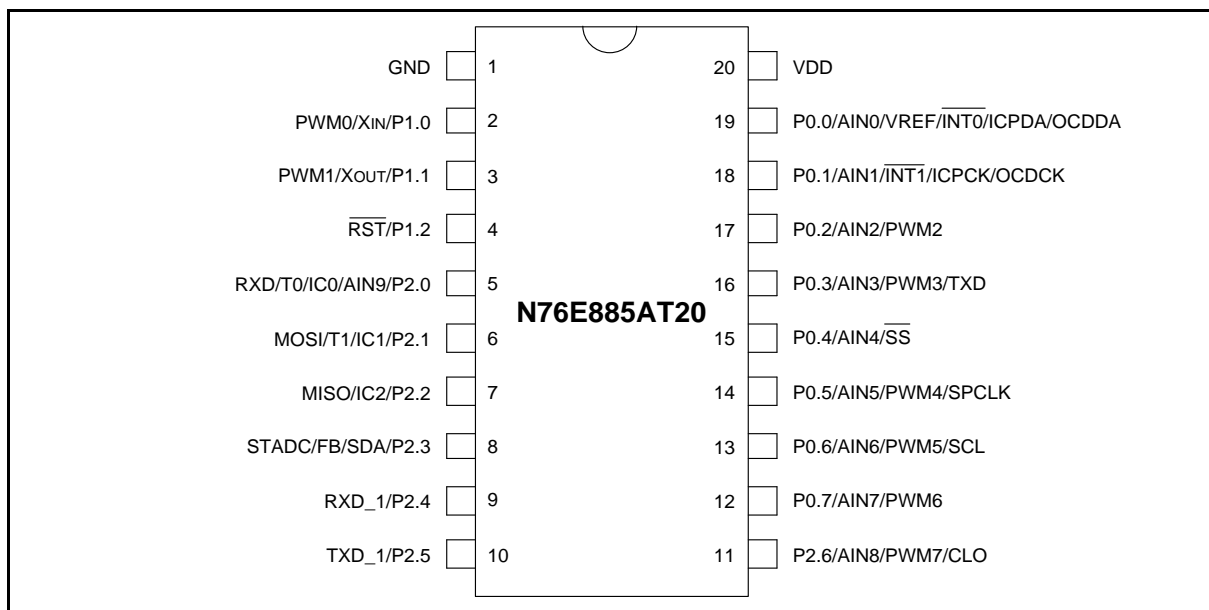 GND 1 20 VDD
PWM0/XIN/P1.0 2 19 P0.0/AIN0/VREF/INT0/ICPDA/OCDDA
PWM1/XOUT/P1.1 3 18 P0.1/AIN1/INT1/ICPCK/OCDCK
RST/P1.2 4 17 P0.2/AIN2/PWM2
RXD/T0/IC0/AIN9/P2.0 5 16 P0.3/AIN3/PWM3/TXD
N76E885AT20
MOSI/T1/IC1/P2.1 6 15 P0.4/AIN4/SS
MISO/IC2/P2.2 7 14 P0.5/AIN5/PWM4/SPCLK
STADC/FB/SDA/P2.3 8 13 P0.6/AIN6/PWM5/SCL
RXD_1/P2.4 9 12 P0.7/AIN7/PWM6
TXD_1/P2.5 10 11 P2.6/AIN8/PWM7/CLO